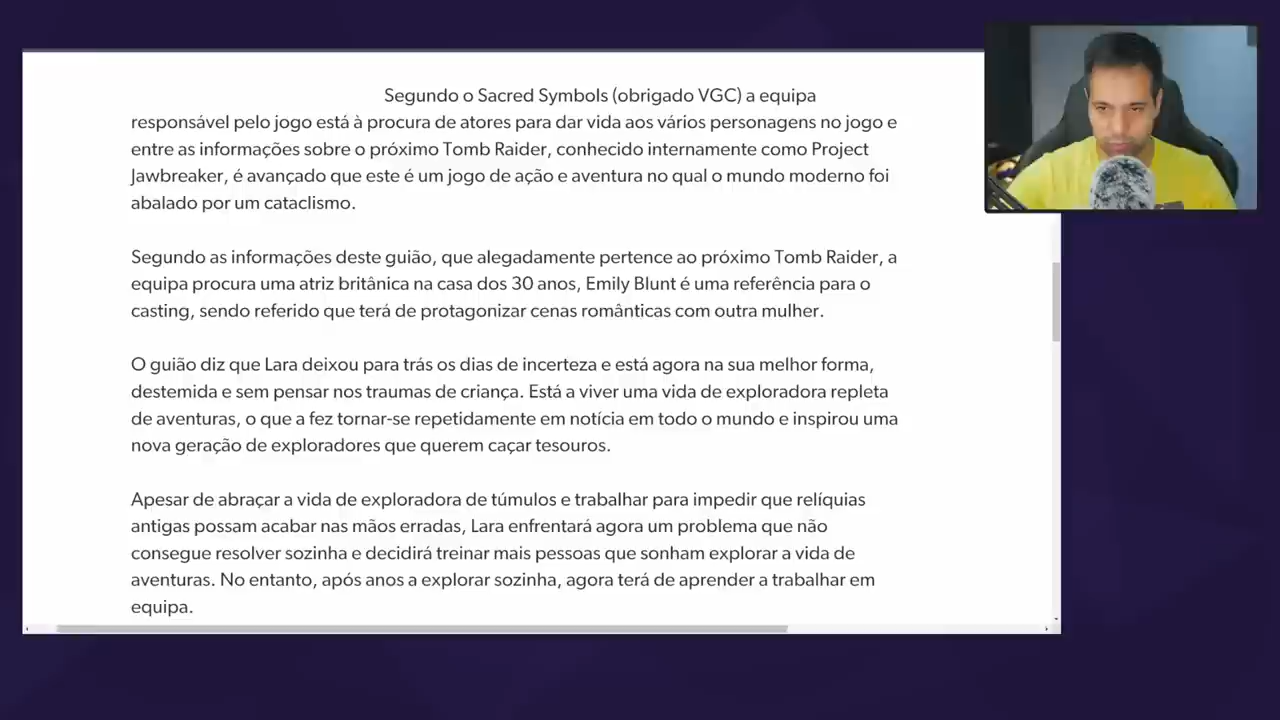 Segundo o Sacred Symbols (obrigado VGC) a equipa
responsável pelo jogo está à procura de atores para dar vida aos vários personagens no jogo e
entre as informações sobre o próximo Tomb Raider, conhecido internamente como Project
Jawbreaker, é avançado que este é um jogo de ação e aventura no qual o mundo moderno foi
abalado por um cataclismo.
Segundo as informações deste guião, que alegadamente pertence ao próximo Tomb Raider, a
equipa procura uma atriz britânica na casa dos 30 anos, Emily Blunt é uma referência para o
casting, sendo referido que terá de protagonizar cenas românticas com outra mulher.
O guião diz que Lara deixou para trás os dias de incerteza e está agora na sua melhor forma,
destemida e sem pensar nos traumas de criança. Está a viver uma vida de exploradora repleta
de aventuras, o que a fez tornar-se repetidamente em notícia em todo o mundo e inspirou uma
nova geração de exploradores que querem caçar tesouros.
Apesar de abraçar a vida de exploradora de túmulos e trabalhar para impedir que relíquias
antigas possam acabar nas mãos erradas, Lara enfrentará agora um problema que não
consegue resolver sozinha e decidirá treinar mais pessoas que sonham explorar a vida de
aventuras. No entanto, após anos a explorar sozinha, agora terá de aprender a trabalhar em
equipa.